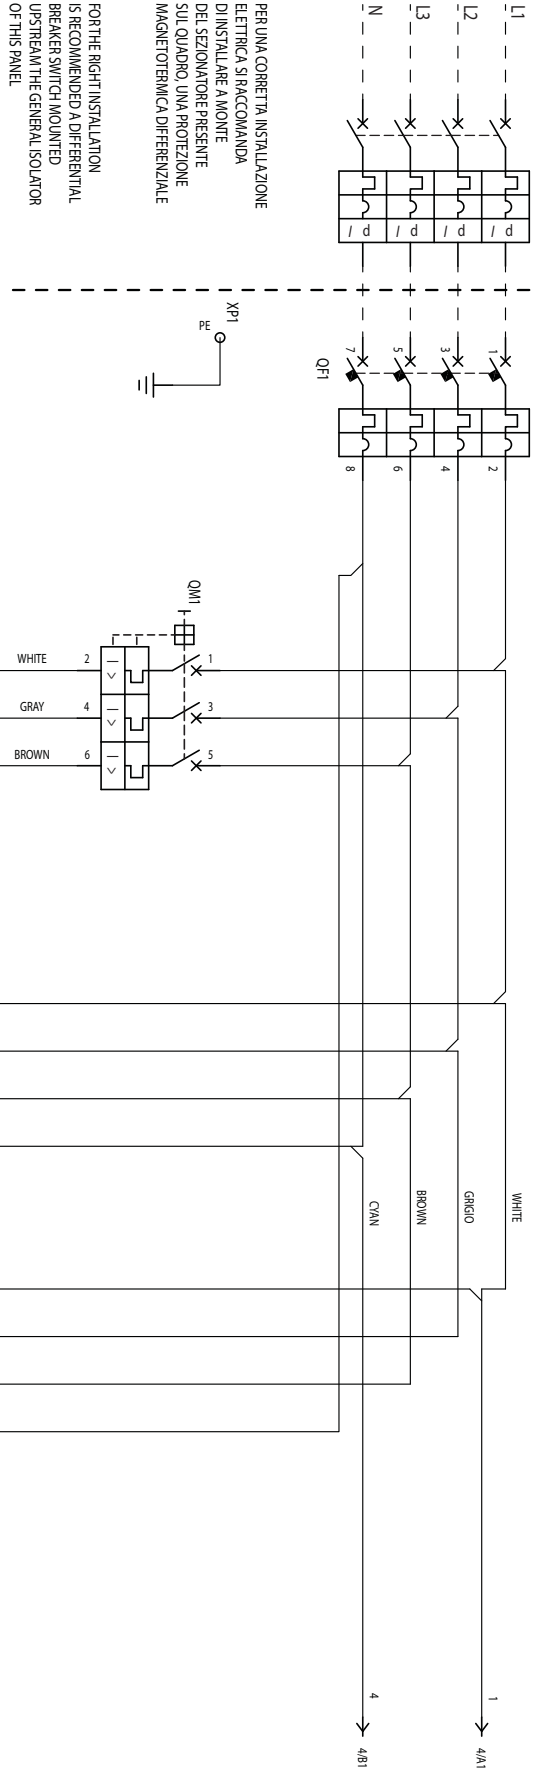 L1
L2
L3
N
PER UNA CORRETTA INSTALLAZIONE
ELETTRICA SI RACCOMANDA
DI INSTALLARE A MONTE
DEL SEZIONATORE PRESENTE
SUL QUADRO, UNA PROTEZIONE
MAGNETOTERMICA DIFFERENZIALE
FOR THE RIGHT INSTALLATION
IS RECOMMENDED A DIFFERENTIAL
BREAKER SWITCH MOUNTED
UPSTREAM THE GENERAL ISOLATOR
OF THIS PANEL
I d
I d
I d
I d
XP1
PE
QF1
1
3
5
7
2
4
6
8
QM1
WHITE 2 I > 1
GRAY 4 I > 3
BROWN 6 I > 5
WHITE
GRIGIO
BROWN
CYAN
1
4/A1
4
4/B1